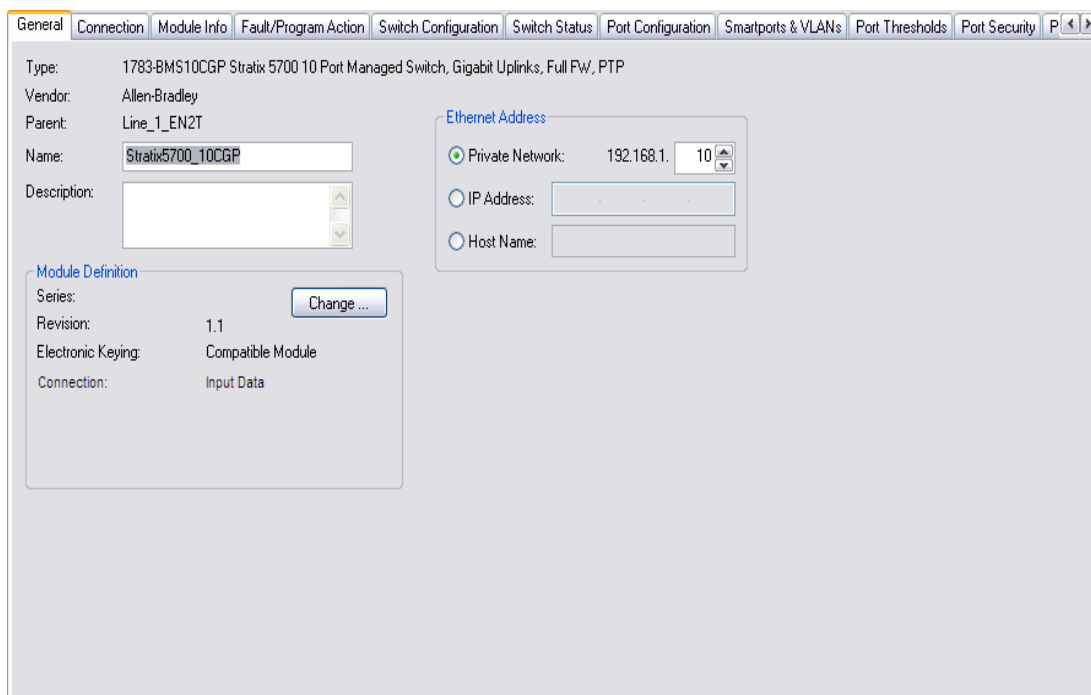 General Connection Module Info Fault/Program Action Switch Configuration Switch Status Port Configuration Smartports & VLANs Port Thresholds Port Security P
Type: 1783-BMS10CGP Stratix 5700 10 Port Managed Switch, Gigabit Uplinks, Full FW, PTP
Vendor: Allen-Bradley
Parent: Line_1_EN2T
Name: Stratix5700_10CGP
Description:
Ethernet Address
Private Network: 192.168.1. 10
IP Address: . . .
Host Name:
Module Definition
Series:
Change ...
Revision: 1.1
Electronic Keying: Compatible Module
Connection: Input Data